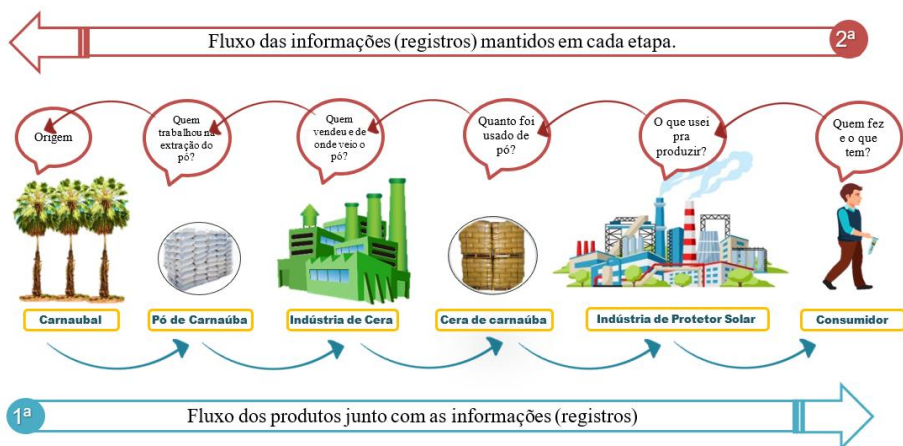 Fluxo das informações (registros) mantidos em cada etapa.
2ª
Origem
Quem
trabalhou na
extração do
pó?
Quem
vendeu e de
onde veio o
pó?
Quanto foi
usado de
pó?
O que usei
pra
produzir?
Quem fez
e o que
tem?
Carnaubal
Pó de Carnaúba
Indústria de Cera
Cera de carnaúba
Indústria de Protetor Solar
Consumidor
1ª
Fluxo dos produtos junto com as informações (registros)